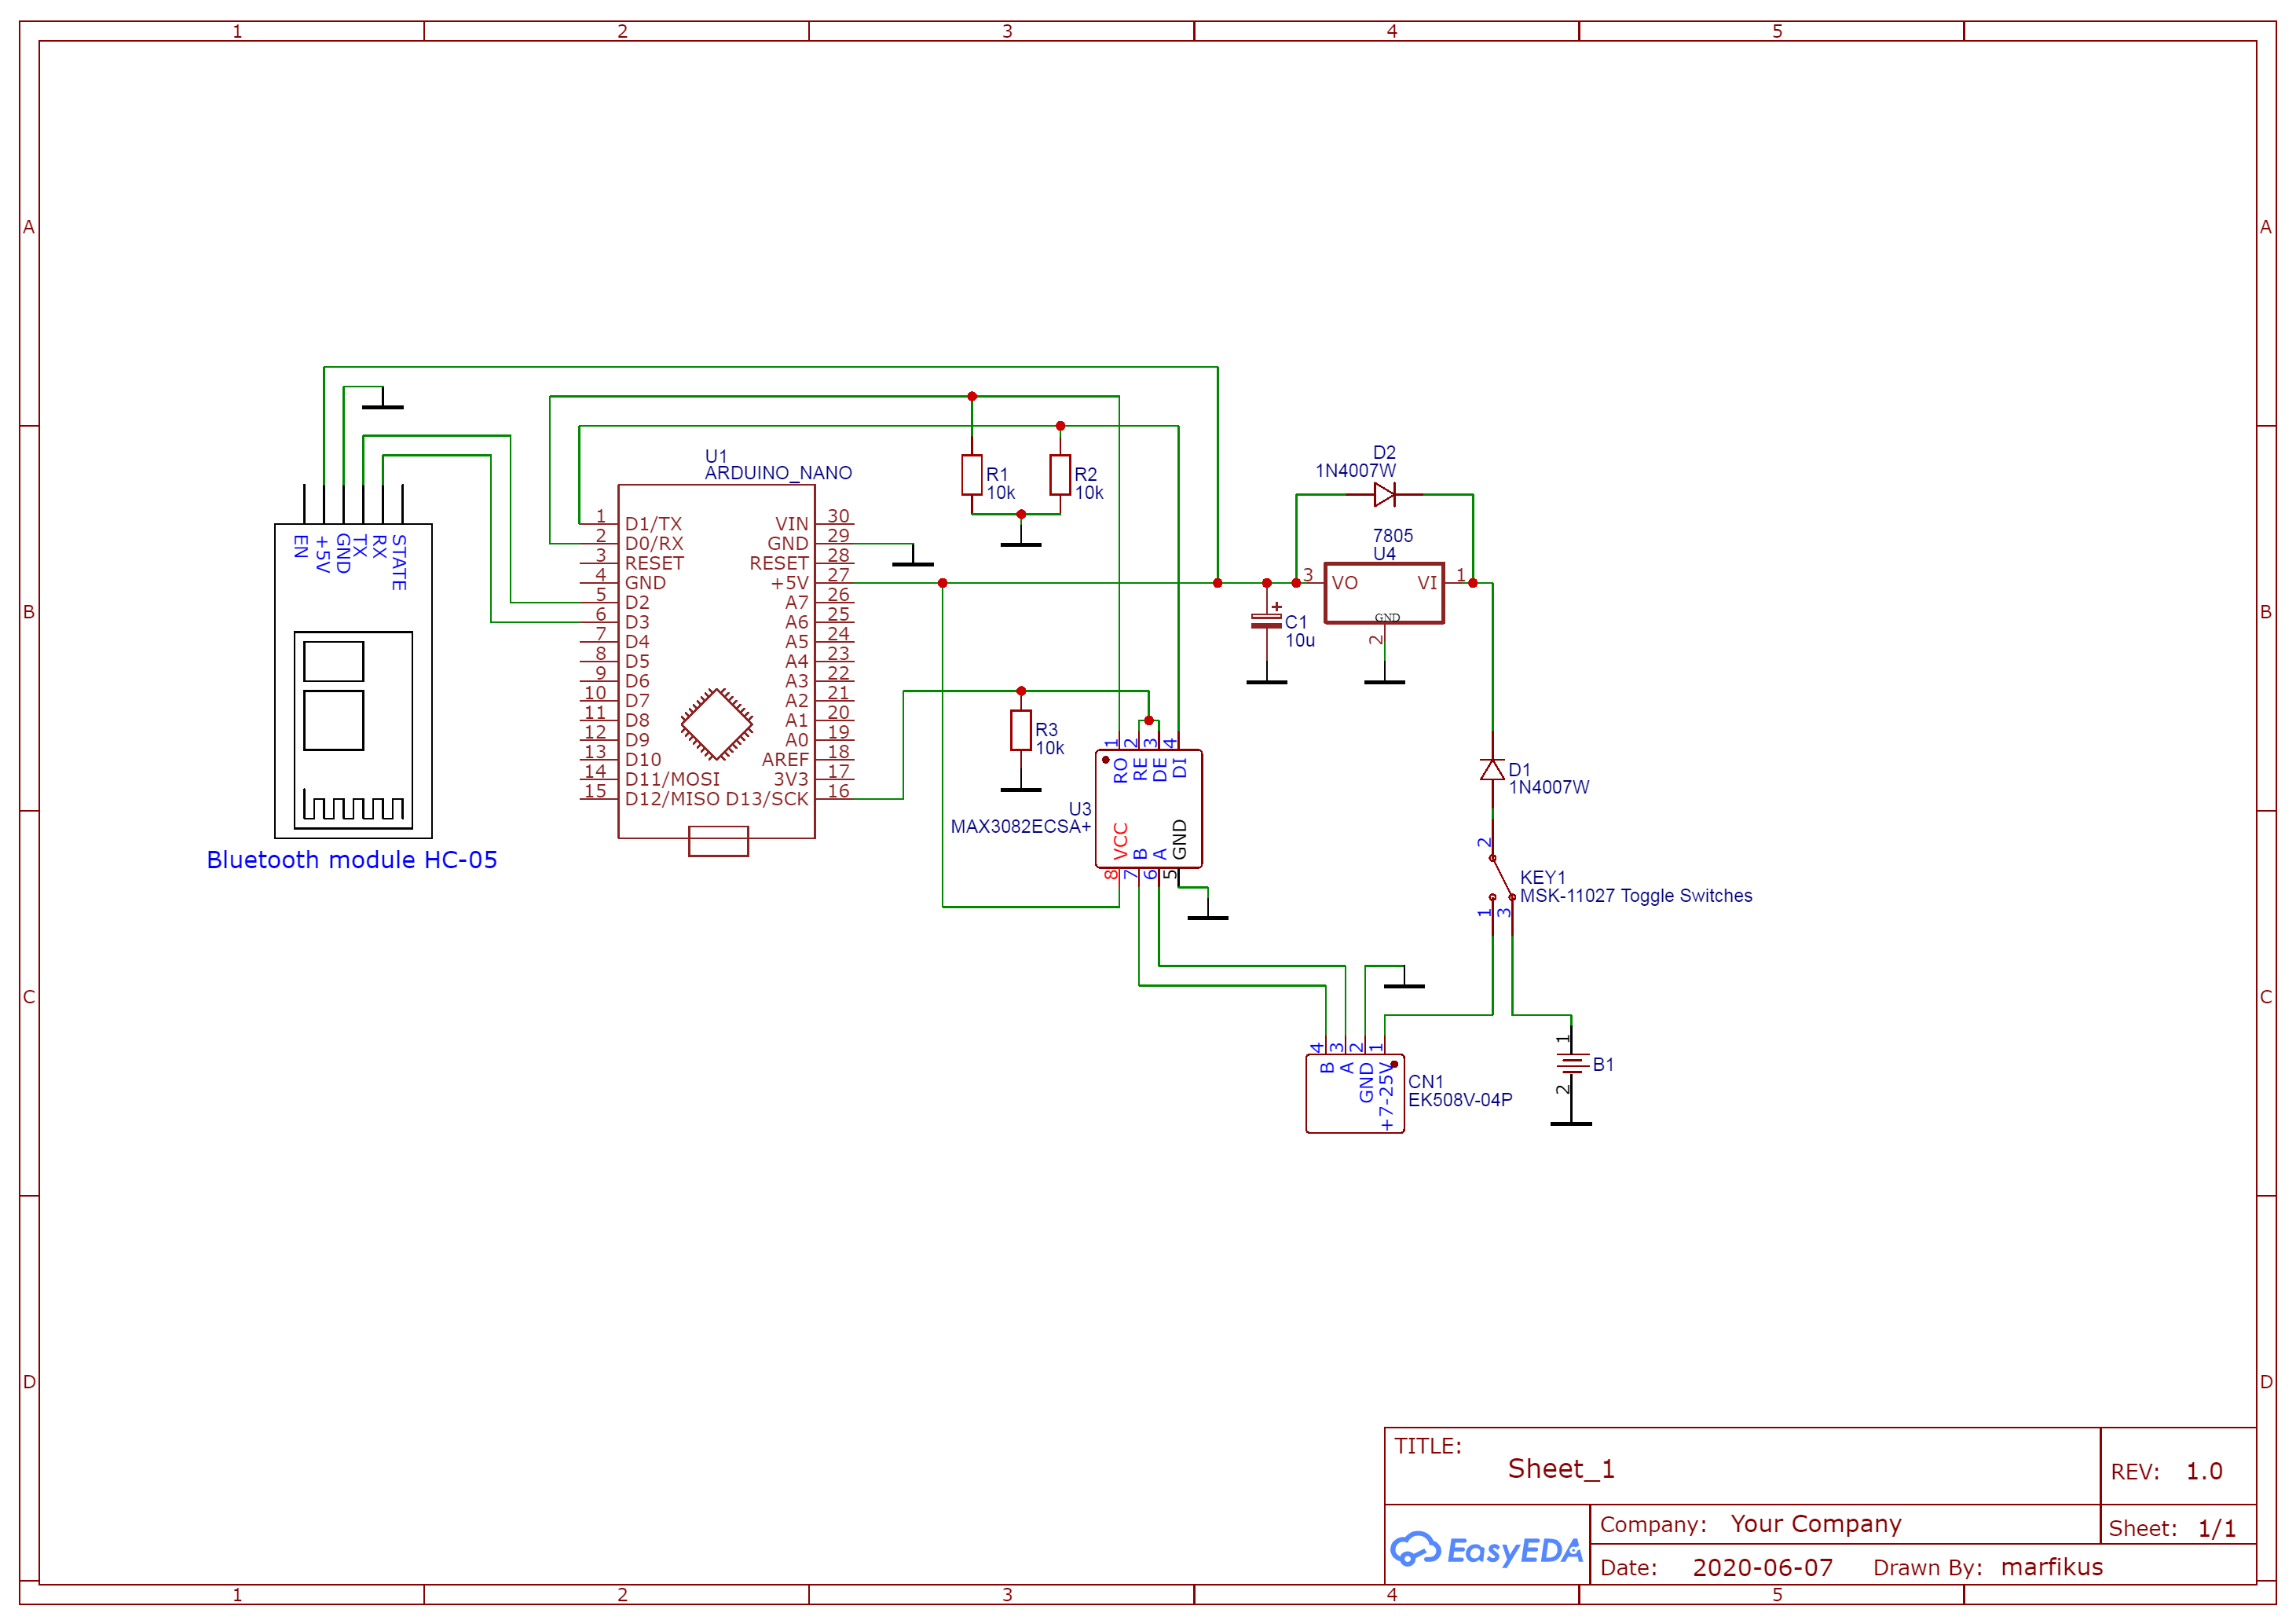 1 2 3 4 5
A A
B B
C C
D D
U1
ARDUINO_NANO
1 D1/TX VIN 30
2 D0/RX GND 29
3 RESET RESET 28
4 GND +5V 27
5 D2 A7 26
6 D3 A6 25
7 D4 A5 24
8 D5 A4 23
9 D6 A3 22
10 D7 A2 21
11 D8 A1 20
12 D9 A0 19
13 D10 AREF 18
14 D11/MOSI 3V3 17
15 D12/MISO D13/SCK 16
EN
+5V
GND
TX
RX
STATE
Bluetooth module HC-05
R1
10k
R2
10k
R3
10k
D2
1N4007W
7805
U4
3 VO VI 1
GND
2
+
C1
10u
1 2 3 4
RO RE DE DI
U3
MAX3082ECSA+
VCC B A GND
8 7 6 5
D1
1N4007W
2
KEY1
MSK-11027 Toggle Switches
1 3
4 3 2 1
B A GND +7-25V
CN1
EK508V-04P
1
B1
2
TITLE:
Sheet_1
REV: 1.0
EasyEDA
Company: Your Company
Sheet: 1/1
Date: 2020-06-07 Drawn By: marfikus
1 2 3 4 5